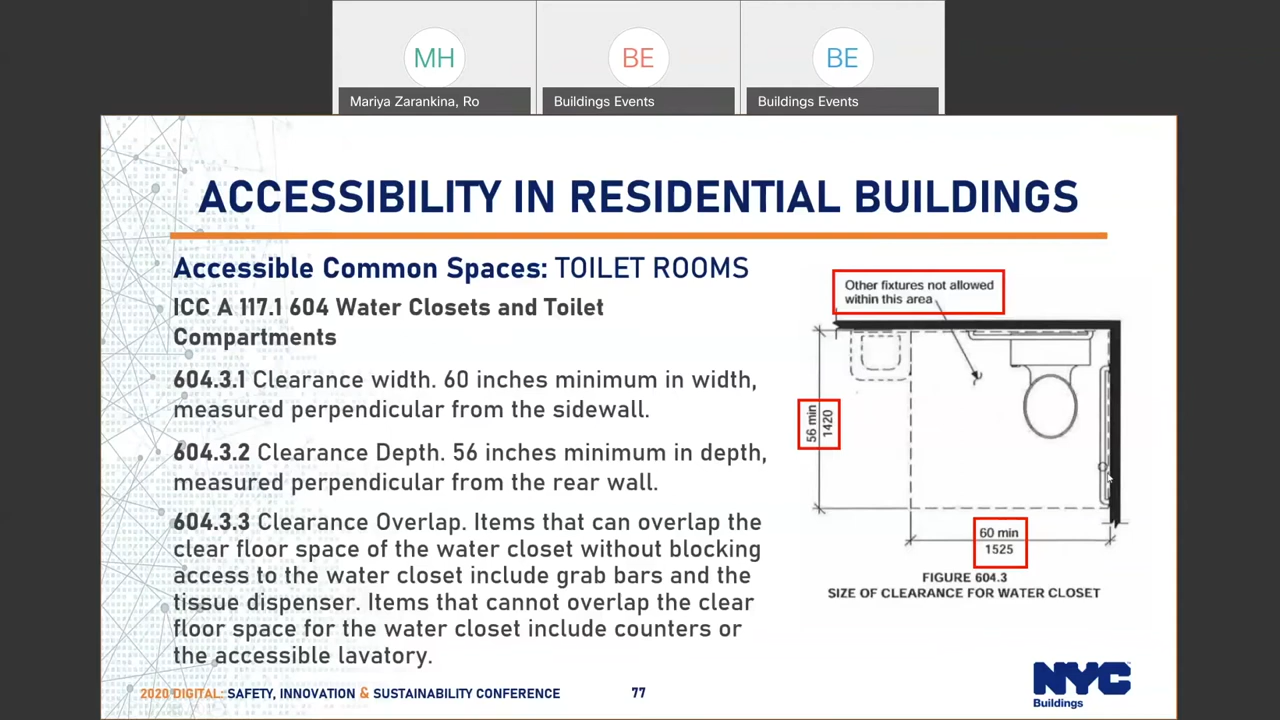 MH
BE
BE
Mariya Zarankina, Ro
Buildings Events
Buildings Events
ACCESSIBILITY IN RESIDENTIAL BUILDINGS
Accessible Common Spaces: TOILET ROOMS
ICC A 117.1 604 Water Closets and Toilet
Compartments
604.3.1 Clearance width. 60 inches minimum in width,
measured perpendicular from the sidewall.
604.3.2 Clearance Depth. 56 inches minimum in depth,
measured perpendicular from the rear wall.
604.3.3 Clearance Overlap. Items that can overlap the
clear floor space of the water closet without blocking
access to the water closet include grab bars and the
tissue dispenser. Items that cannot overlap the clear
floor space for the water closet include counters or
the accessible lavatory.
Other fixtures not allowed
within this area
56 min
1420
60 min
1525
FIGURE 604.3
SIZE OF CLEARANCE FOR WATER CLOSET
2020 DIGITAL: SAFETY, INNOVATION & SUSTAINABILITY CONFERENCE
77
NYC
Buildings